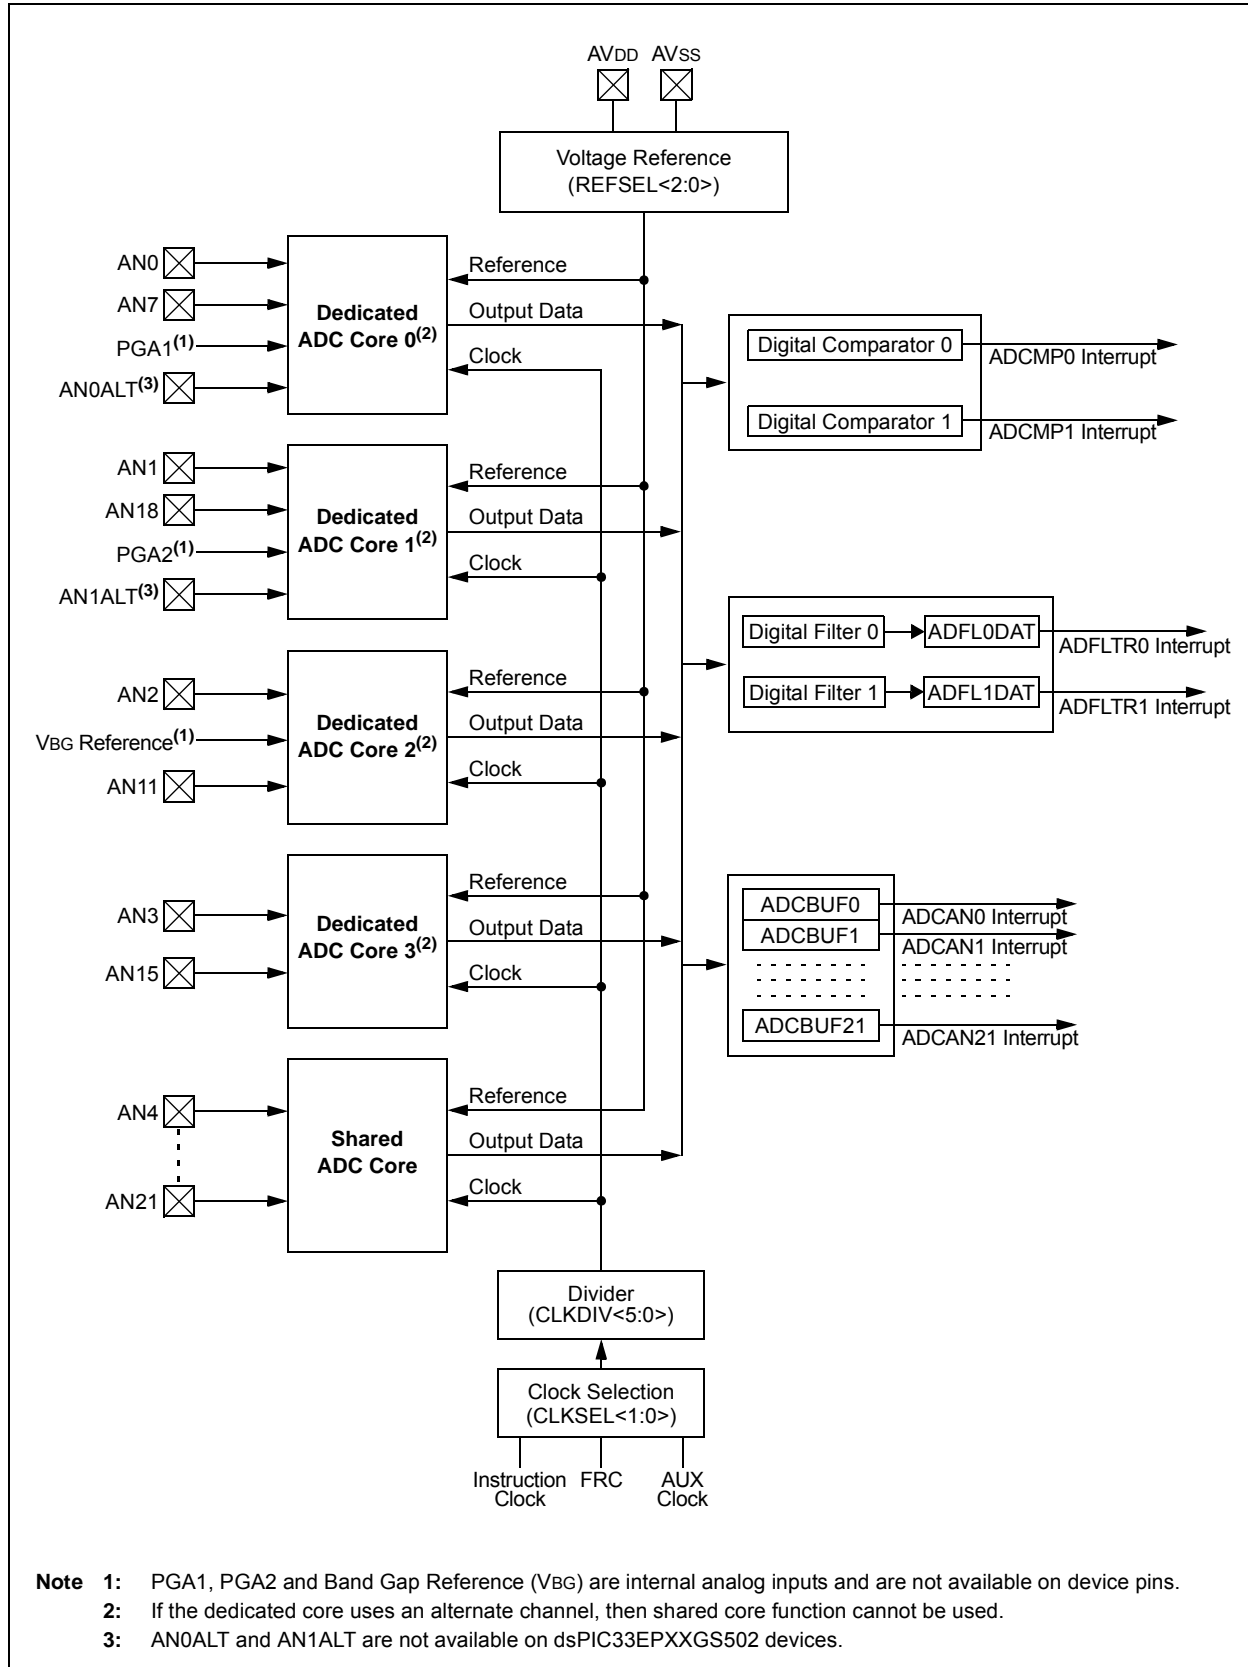 AVDD AVSS
Voltage Reference
(REFSEL<2:0>)
AN0
AN7
PGA1(1)
AN0ALT(3)
Dedicated
ADC Core 0(2)
Reference
Output Data
Clock
Digital Comparator 0
ADCMP0 Interrupt
Digital Comparator 1
ADCMP1 Interrupt
AN1
AN18
PGA2(1)
AN1ALT(3)
Dedicated
ADC Core 1(2)
Reference
Output Data
Clock
Digital Filter 0
ADFL0DAT
ADFLTR0 Interrupt
Digital Filter 1
ADFL1DAT
ADFLTR1 Interrupt
AN2
VBG Reference(1)
AN11
Dedicated
ADC Core 2(2)
Reference
Output Data
Clock
AN3
AN15
Dedicated
ADC Core 3(2)
Reference
Output Data
Clock
ADCBUF0
ADCAN0 Interrupt
ADCBUF1
ADCAN1 Interrupt
ADCBUF21
ADCAN21 Interrupt
AN4
AN21
Shared
ADC Core
Reference
Output Data
Clock
Divider
(CLKDIV<5:0>)
Clock Selection
(CLKSEL<1:0>)
Instruction
Clock
FRC
AUX
Clock
Note 1: PGA1, PGA2 and Band Gap Reference (VBG) are internal analog inputs and are not available on device pins.
2: If the dedicated core uses an alternate channel, then shared core function cannot be used.
3: AN0ALT and AN1ALT are not available on dsPIC33EPXXGS502 devices.